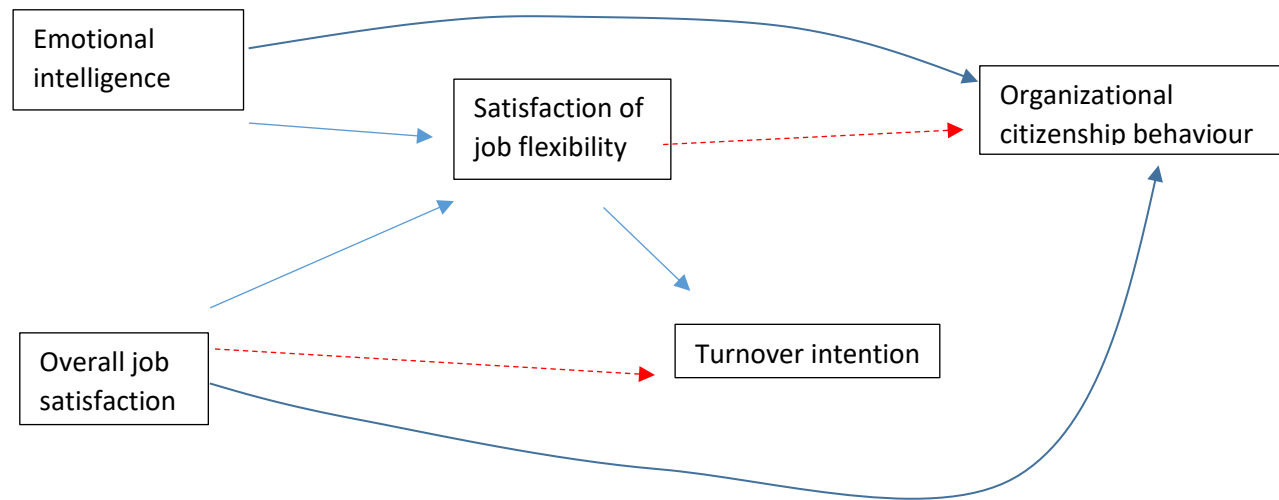 Emotional
intelligence
Satisfaction of
job flexibility
Organizational
citizenship behaviour
Overall job
satisfaction
Turnover intention